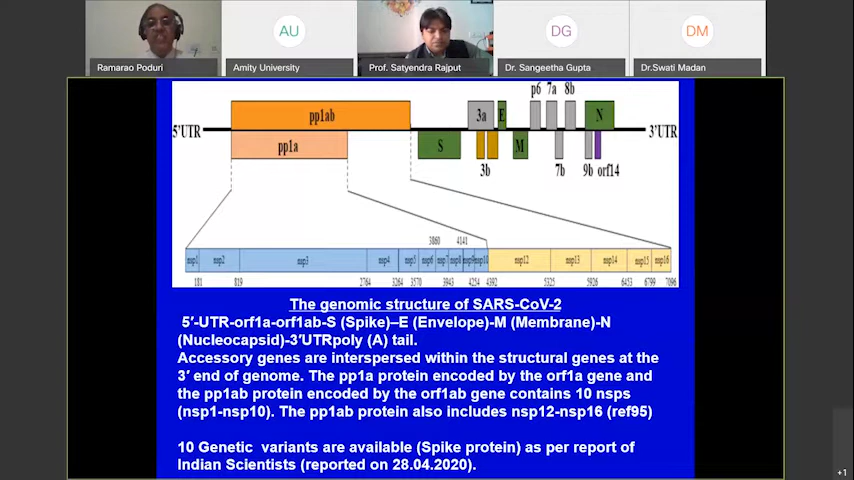 AU
DG
DM
Ramarao Poduri
Amity University
Prof. Satyendra Rajput
Dr. Sangeetha Gupta
Dr.Swati Madan
p6 7a 8b
pp1ab
3a
E
N
5'UTR
3'UTR
pp1a
S
M
3b
7b
9b orf14
3860 4141
nsp1 nsp2 nsp3 nsp4 nsp5 nsp6 nsp7 nsp8 nsp9 nsp10 nsp12 nsp13 nsp14 nsp15 nsp16
181 819 2764 3264 3570 3943 4254 4392 5325 5926 6453 6799 7096
The genomic structure of SARS-CoV-2
5′-UTR-orf1a-orf1ab-S (Spike)–E (Envelope)-M (Membrane)-N
(Nucleocapsid)-3′UTRpoly (A) tail.
Accessory genes are interspersed within the structural genes at the
3′ end of genome. The pp1a protein encoded by the orf1a gene and
the pp1ab protein encoded by the orf1ab gene contains 10 nsps
(nsp1-nsp10). The pp1ab protein also includes nsp12-nsp16 (ref95)
10 Genetic variants are available (Spike protein) as per report of
Indian Scientists (reported on 28.04.2020).
+1